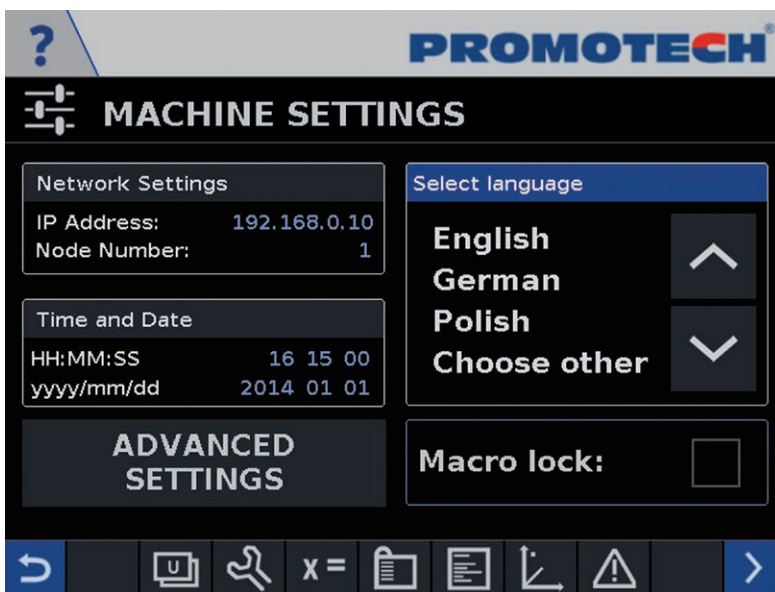 ?
PROMOTECH®
MACHINE SETTINGS
Network Settings
IP Address: 192.168.0.10
Node Number: 1
Time and Date
HH:MM:SS 16 15 00
yyyy/mm/dd 2014 01 01
ADVANCED
SETTINGS
Select language
English
German
Polish
Choose other
Macro lock:
U
x =